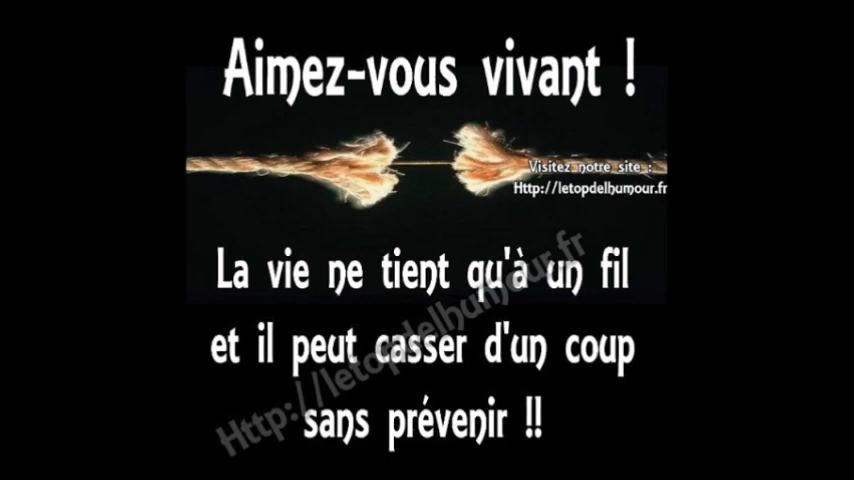 Aimez-vous vivant !
Visitez notre site :
Http://letopdelhumour.fr
La vie ne tient qu'à un fil
et il peut casser d'un coup
sans prévenir !!
Http://letopdelhumour.fr